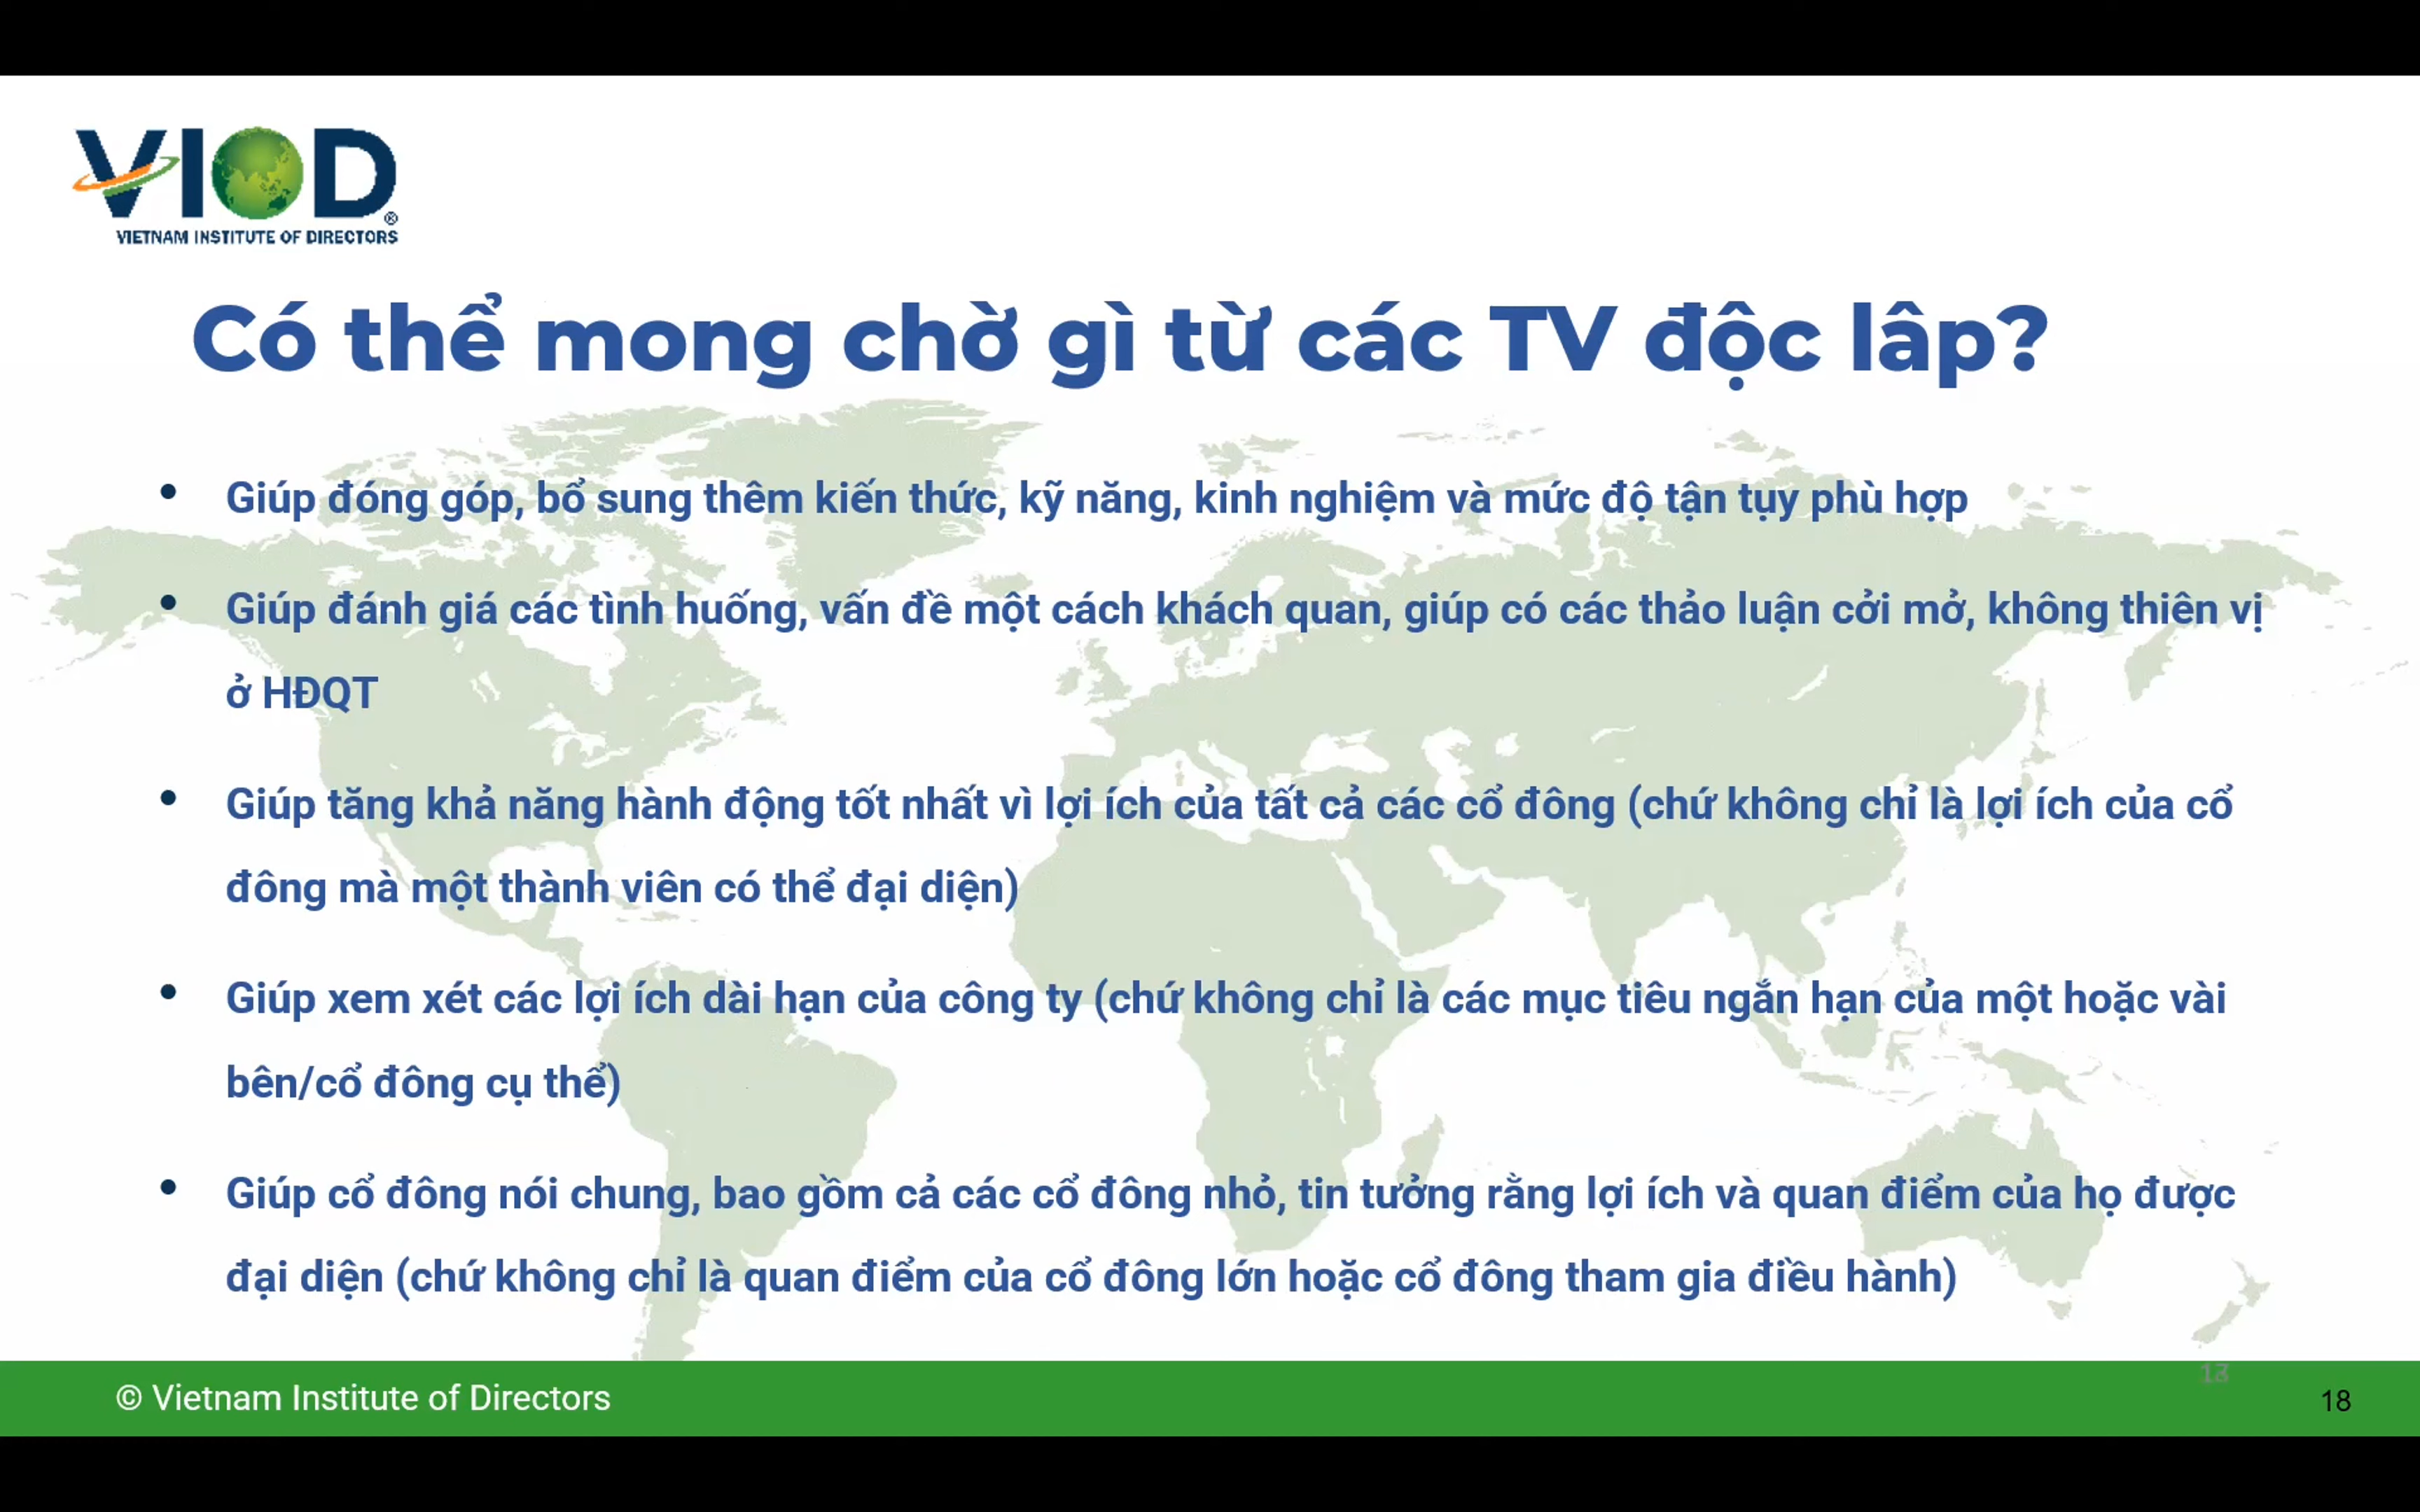 VIOD
®
VIETNAM INSTITUTE OF DIRECTORS
Có thể mong chờ gì từ các TV độc lâp?
• Giúp đóng góp, bổ sung thêm kiến thức, kỹ năng, kinh nghiệm và mức độ tận tụy phù hợp
• Giúp đánh giá các tình huống, vấn đề một cách khách quan, giúp có các thảo luận cởi mở, không thiên vị
ở HĐQT
• Giúp tăng khả năng hành động tốt nhất vì lợi ích của tất cả các cổ đông (chứ không chỉ là lợi ích của cổ
đông mà một thành viên có thể đại diện)
• Giúp xem xét các lợi ích dài hạn của công ty (chứ không chỉ là các mục tiêu ngắn hạn của một hoặc vài
bên/cổ đông cụ thể)
• Giúp cổ đông nói chung, bao gồm cả các cổ đông nhỏ, tin tưởng rằng lợi ích và quan điểm của họ được
đại diện (chứ không chỉ là quan điểm của cổ đông lớn hoặc cổ đông tham gia điều hành)
© Vietnam Institute of Directors
18